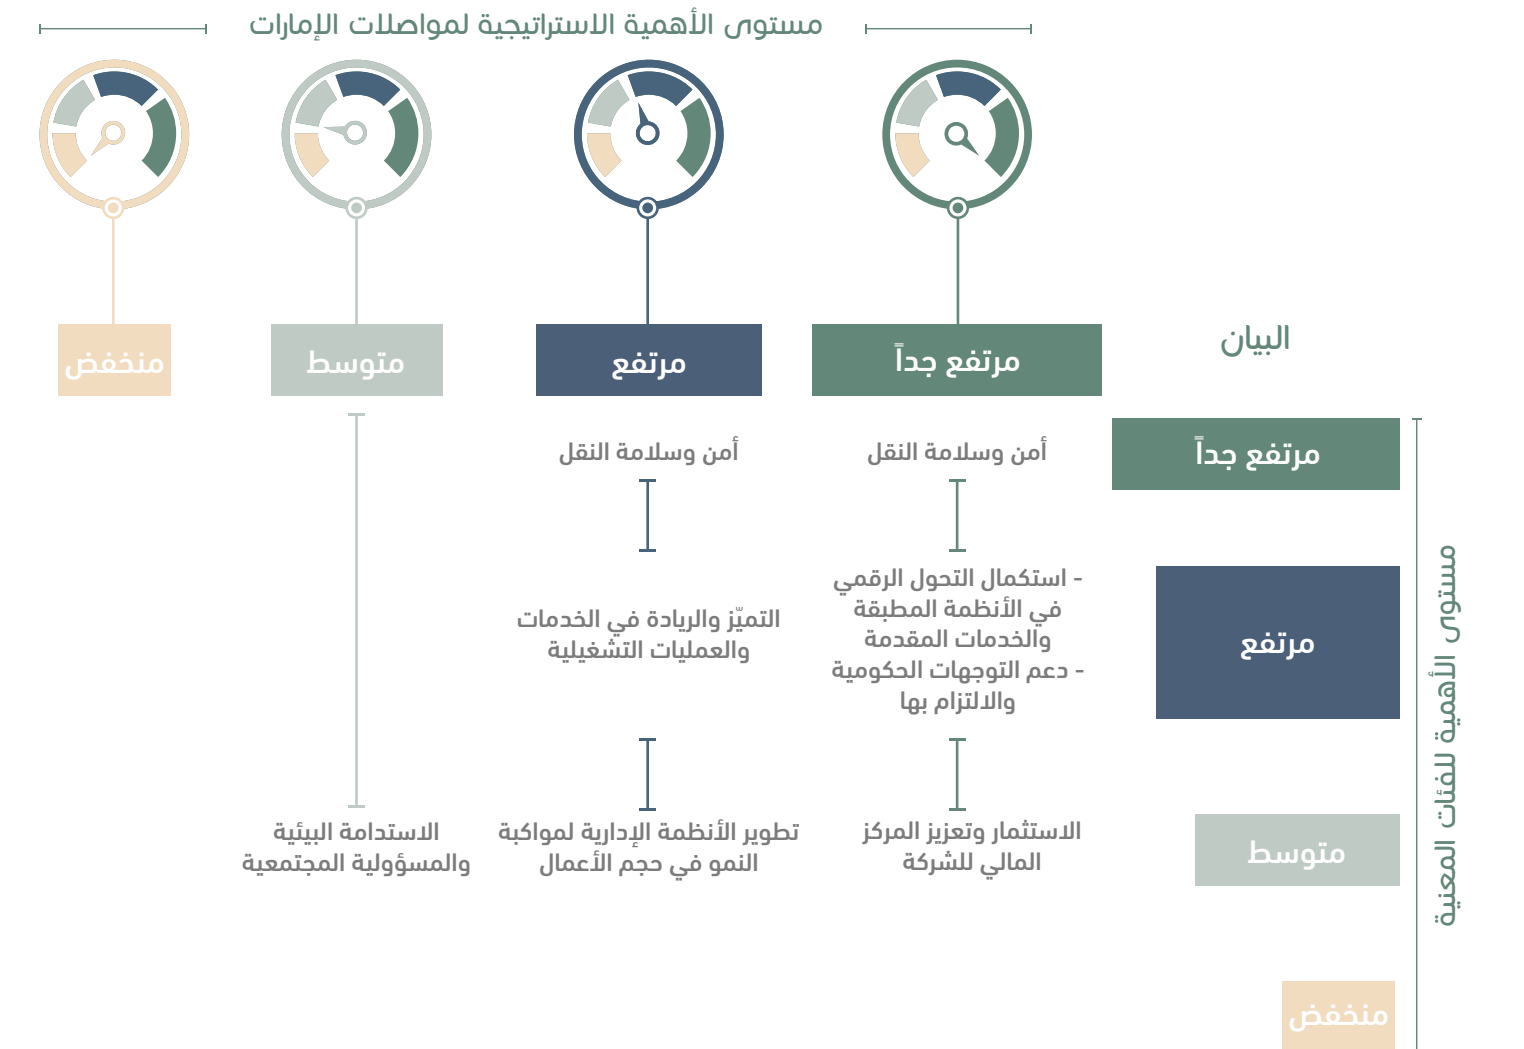 مستوى الأهمية الاستراتيجية لمواصلات الإمارات
البيان
مرتفع جداً
مرتفع
متوسط
منخفض
مستوى الأهمية للفئات المعنية
مرتفع جداً
أمن وسلامة النقل
أمن وسلامة النقل
مرتفع
- استكمال التحول الرقمي
في الأنظمة المطبقة
والخدمات المقدمة
- دعم التوجهات الحكومية
والالتزام بها
التميّز والريادة في الخدمات
والعمليات التشغيلية
متوسط
الاستثمار وتعزيز المركز
المالي للشركة
تطوير الأنظمة الإدارية لمواكبة
النمو في حجم الأعمال
الاستدامة البيئية
والمسؤولية المجتمعية
منخفض